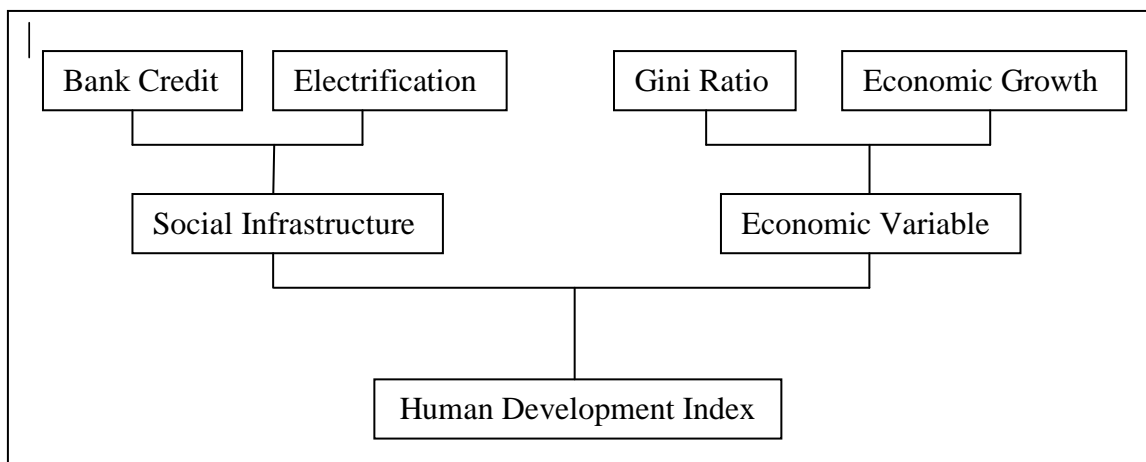 Bank Credit
Electrification
Gini Ratio
Economic Growth
Social Infrastructure
Economic Variable
Human Development Index